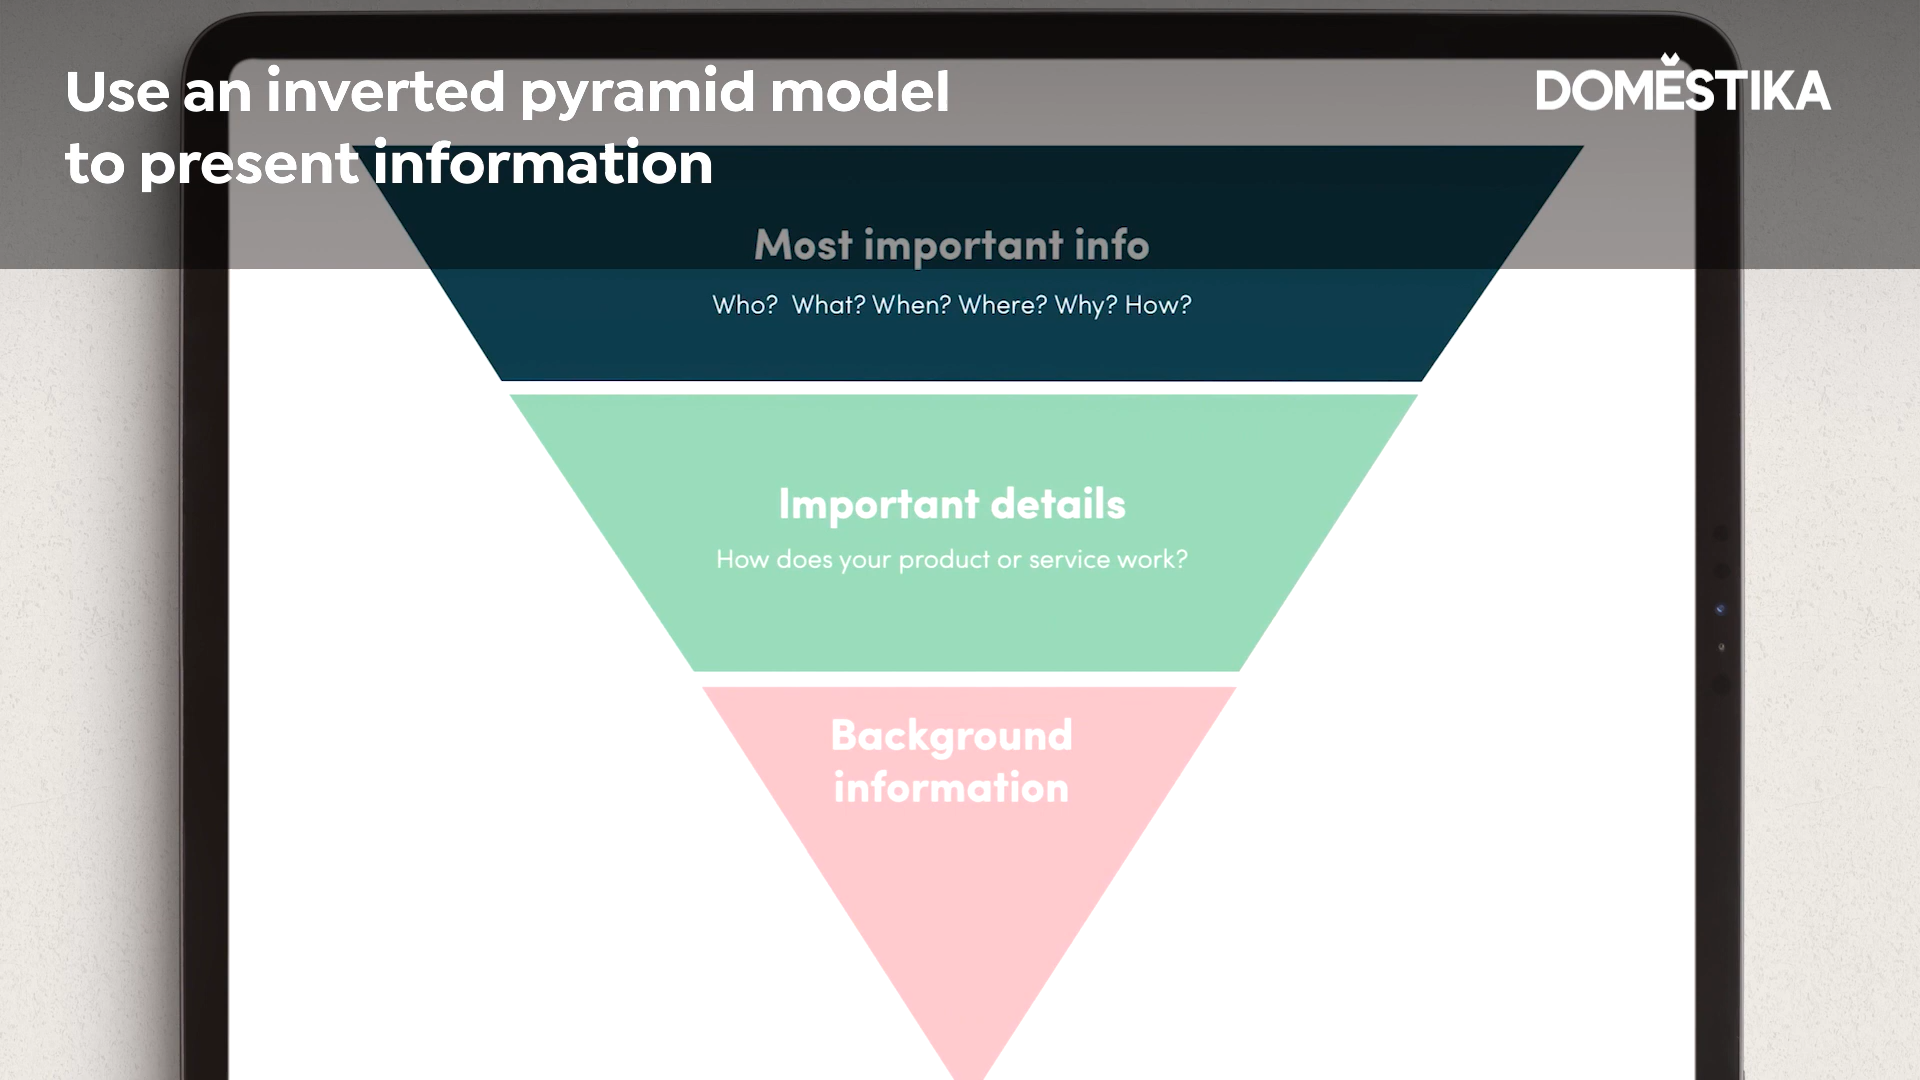 Use an inverted pyramid model
to present information
DOMĚSTIKA
Most important info
Who?  What? When? Where? Why? How?
Important details
How does your product or service work?
Background
information